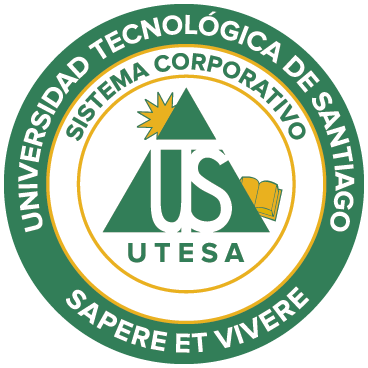 UNIVERSIDAD TECNOLÓGICA DE SANTIAGO
SISTEMA CORPORATIVO
US
UTESA
SAPERE ET VIVERE